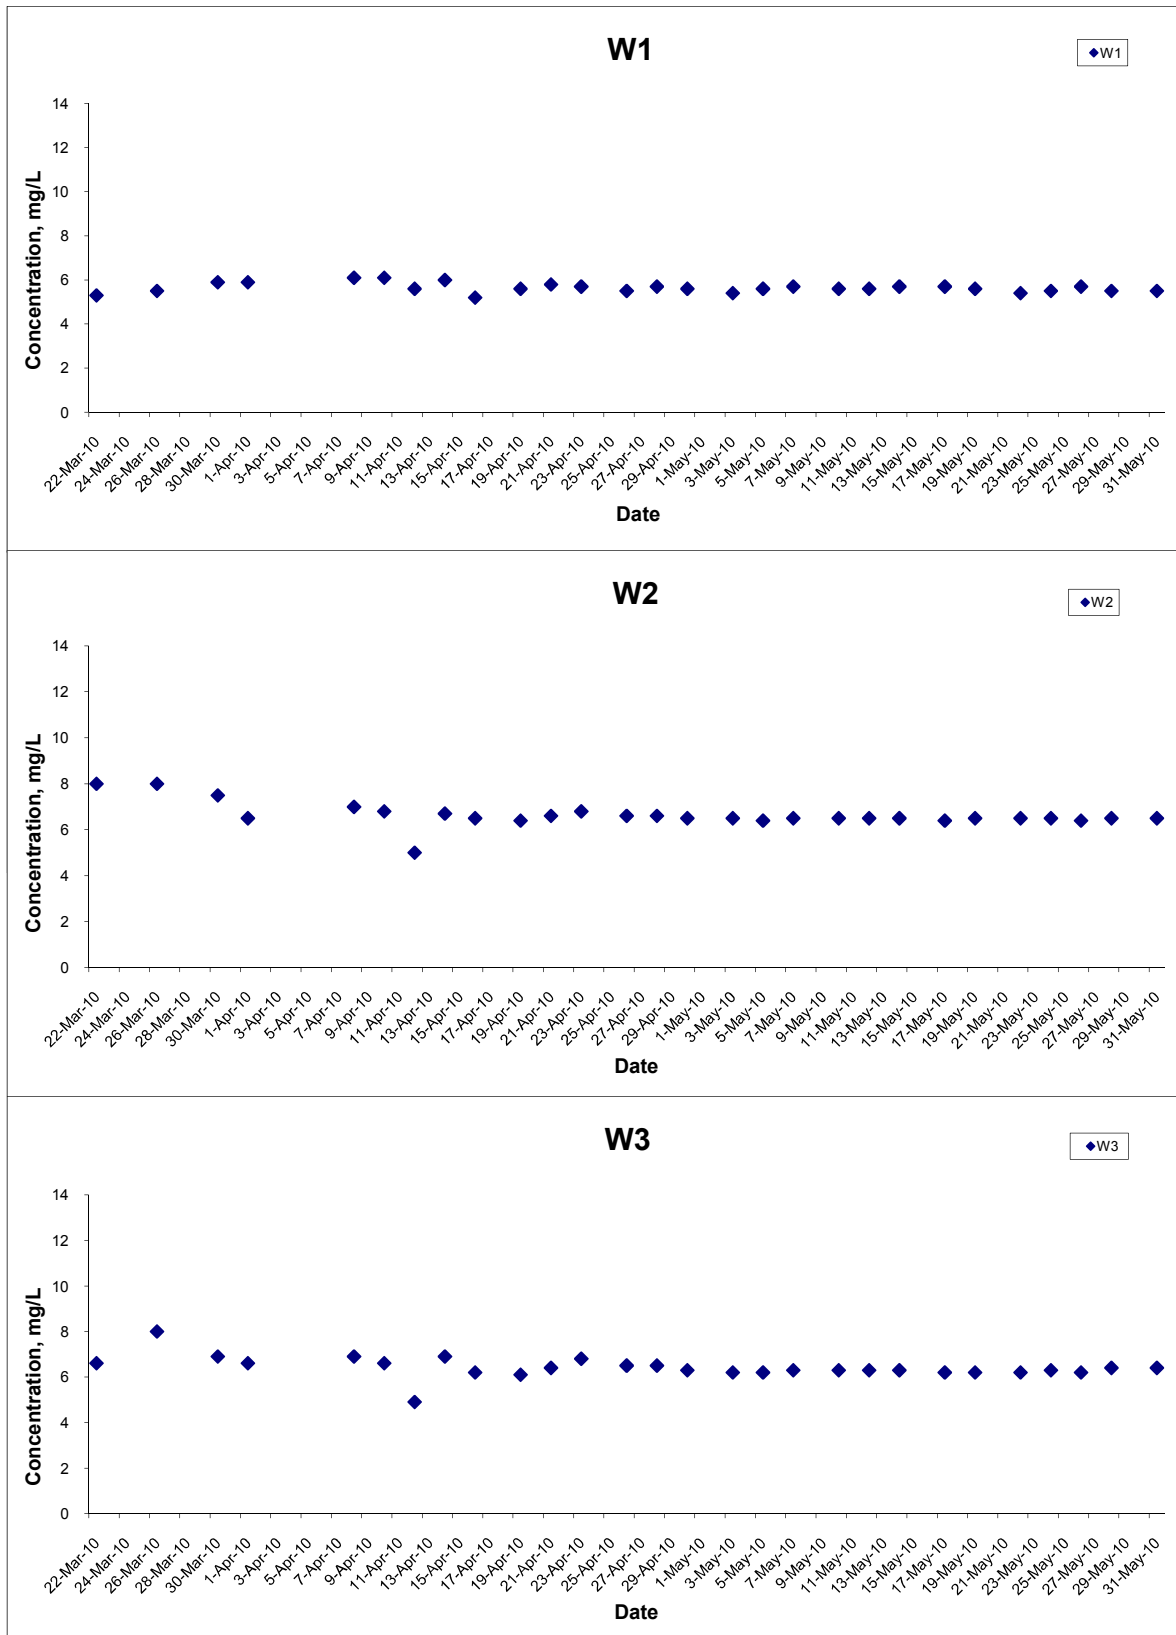 W1
W1
14
12
10
8
6
4
2
0
Concentration, mg/L
22-Mar-10
24-Mar-10
26-Mar-10
28-Mar-10
30-Mar-10
1-Apr-10
3-Apr-10
5-Apr-10
7-Apr-10
9-Apr-10
11-Apr-10
13-Apr-10
15-Apr-10
17-Apr-10
19-Apr-10
21-Apr-10
23-Apr-10
25-Apr-10
27-Apr-10
29-Apr-10
1-May-10
3-May-10
5-May-10
7-May-10
9-May-10
11-May-10
13-May-10
15-May-10
17-May-10
19-May-10
21-May-10
23-May-10
25-May-10
27-May-10
29-May-10
31-May-10
Date
W2
W2
14
12
10
8
6
4
2
0
Concentration, mg/L
22-Mar-10
24-Mar-10
26-Mar-10
28-Mar-10
30-Mar-10
1-Apr-10
3-Apr-10
5-Apr-10
7-Apr-10
9-Apr-10
11-Apr-10
13-Apr-10
15-Apr-10
17-Apr-10
19-Apr-10
21-Apr-10
23-Apr-10
25-Apr-10
27-Apr-10
29-Apr-10
1-May-10
3-May-10
5-May-10
7-May-10
9-May-10
11-May-10
13-May-10
15-May-10
17-May-10
19-May-10
21-May-10
23-May-10
25-May-10
27-May-10
29-May-10
31-May-10
Date
W3
W3
14
12
10
8
6
4
2
0
Concentration, mg/L
22-Mar-10
24-Mar-10
26-Mar-10
28-Mar-10
30-Mar-10
1-Apr-10
3-Apr-10
5-Apr-10
7-Apr-10
9-Apr-10
11-Apr-10
13-Apr-10
15-Apr-10
17-Apr-10
19-Apr-10
21-Apr-10
23-Apr-10
25-Apr-10
27-Apr-10
29-Apr-10
1-May-10
3-May-10
5-May-10
7-May-10
9-May-10
11-May-10
13-May-10
15-May-10
17-May-10
19-May-10
21-May-10
23-May-10
25-May-10
27-May-10
29-May-10
31-May-10
Date